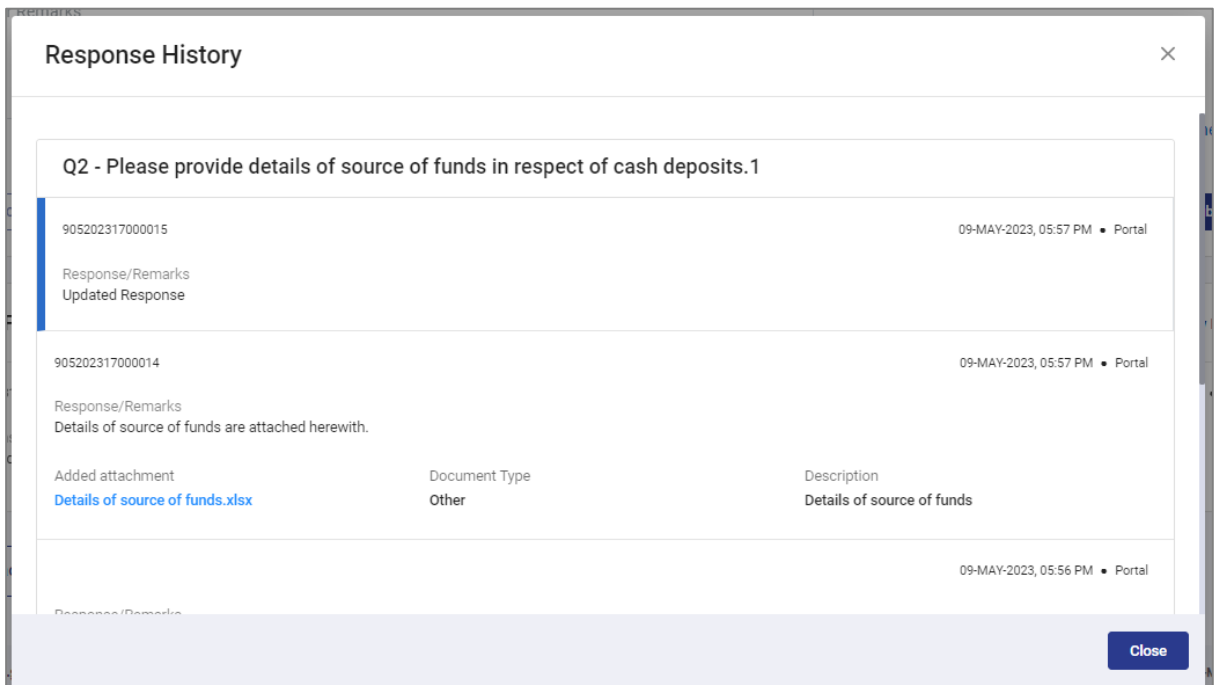 Remarks
Response History
Q2 - Please provide details of source of funds in respect of cash deposits.1
905202317000015 09-MAY-2023, 05:57 PM • Portal
Response/Remarks
Updated Response
905202317000014 09-MAY-2023, 05:57 PM • Portal
Response/Remarks
Details of source of funds are attached herewith.
Added attachment Document Type Description
Details of source of funds.xlsx Other Details of source of funds
09-MAY-2023, 05:56 PM • Portal
Response/Remarks
Close